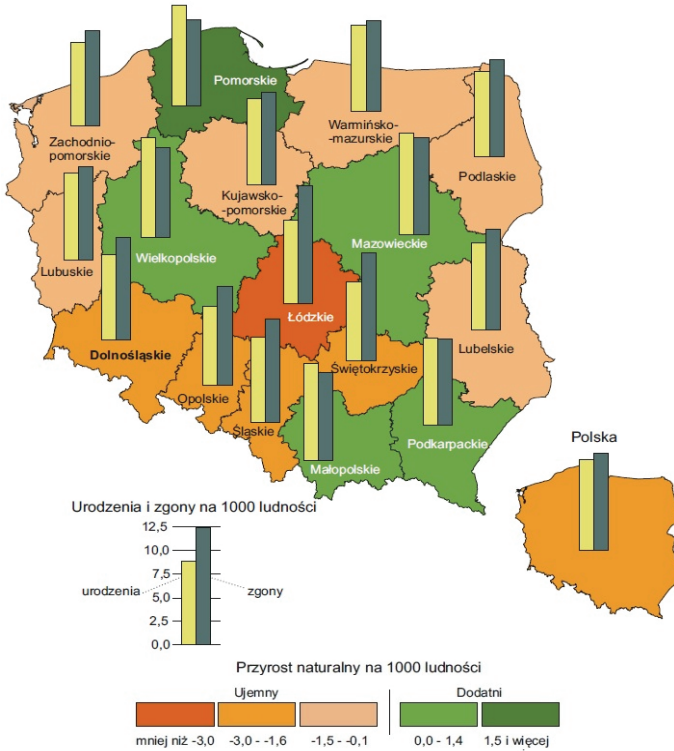 Pomorskie
Zachodnio-
pomorskie
Warmińsko-
mazurskie
Podlaskie
Kujawsko-
-pomorskie
Lubuskie
Wielkopolskie
Mazowieckie
Łódzkie
Lubelskie
Dolnośląskie
Opolskie
Świętokrzyskie
Śląskie
Małopolskie
Podkarpackie
Polska
Urodzenia i zgony na 1000 ludności
12,5
10,0
7,5
5,0
2,5
0,0
urodzenia
zgony
Przyrost naturalny na 1000 ludności
Ujemny Dodatni
mniej niż -3,0 -3,0 - -1,6 -1,5 - -0,1 0,0 - 1,4 1,5 i więcej